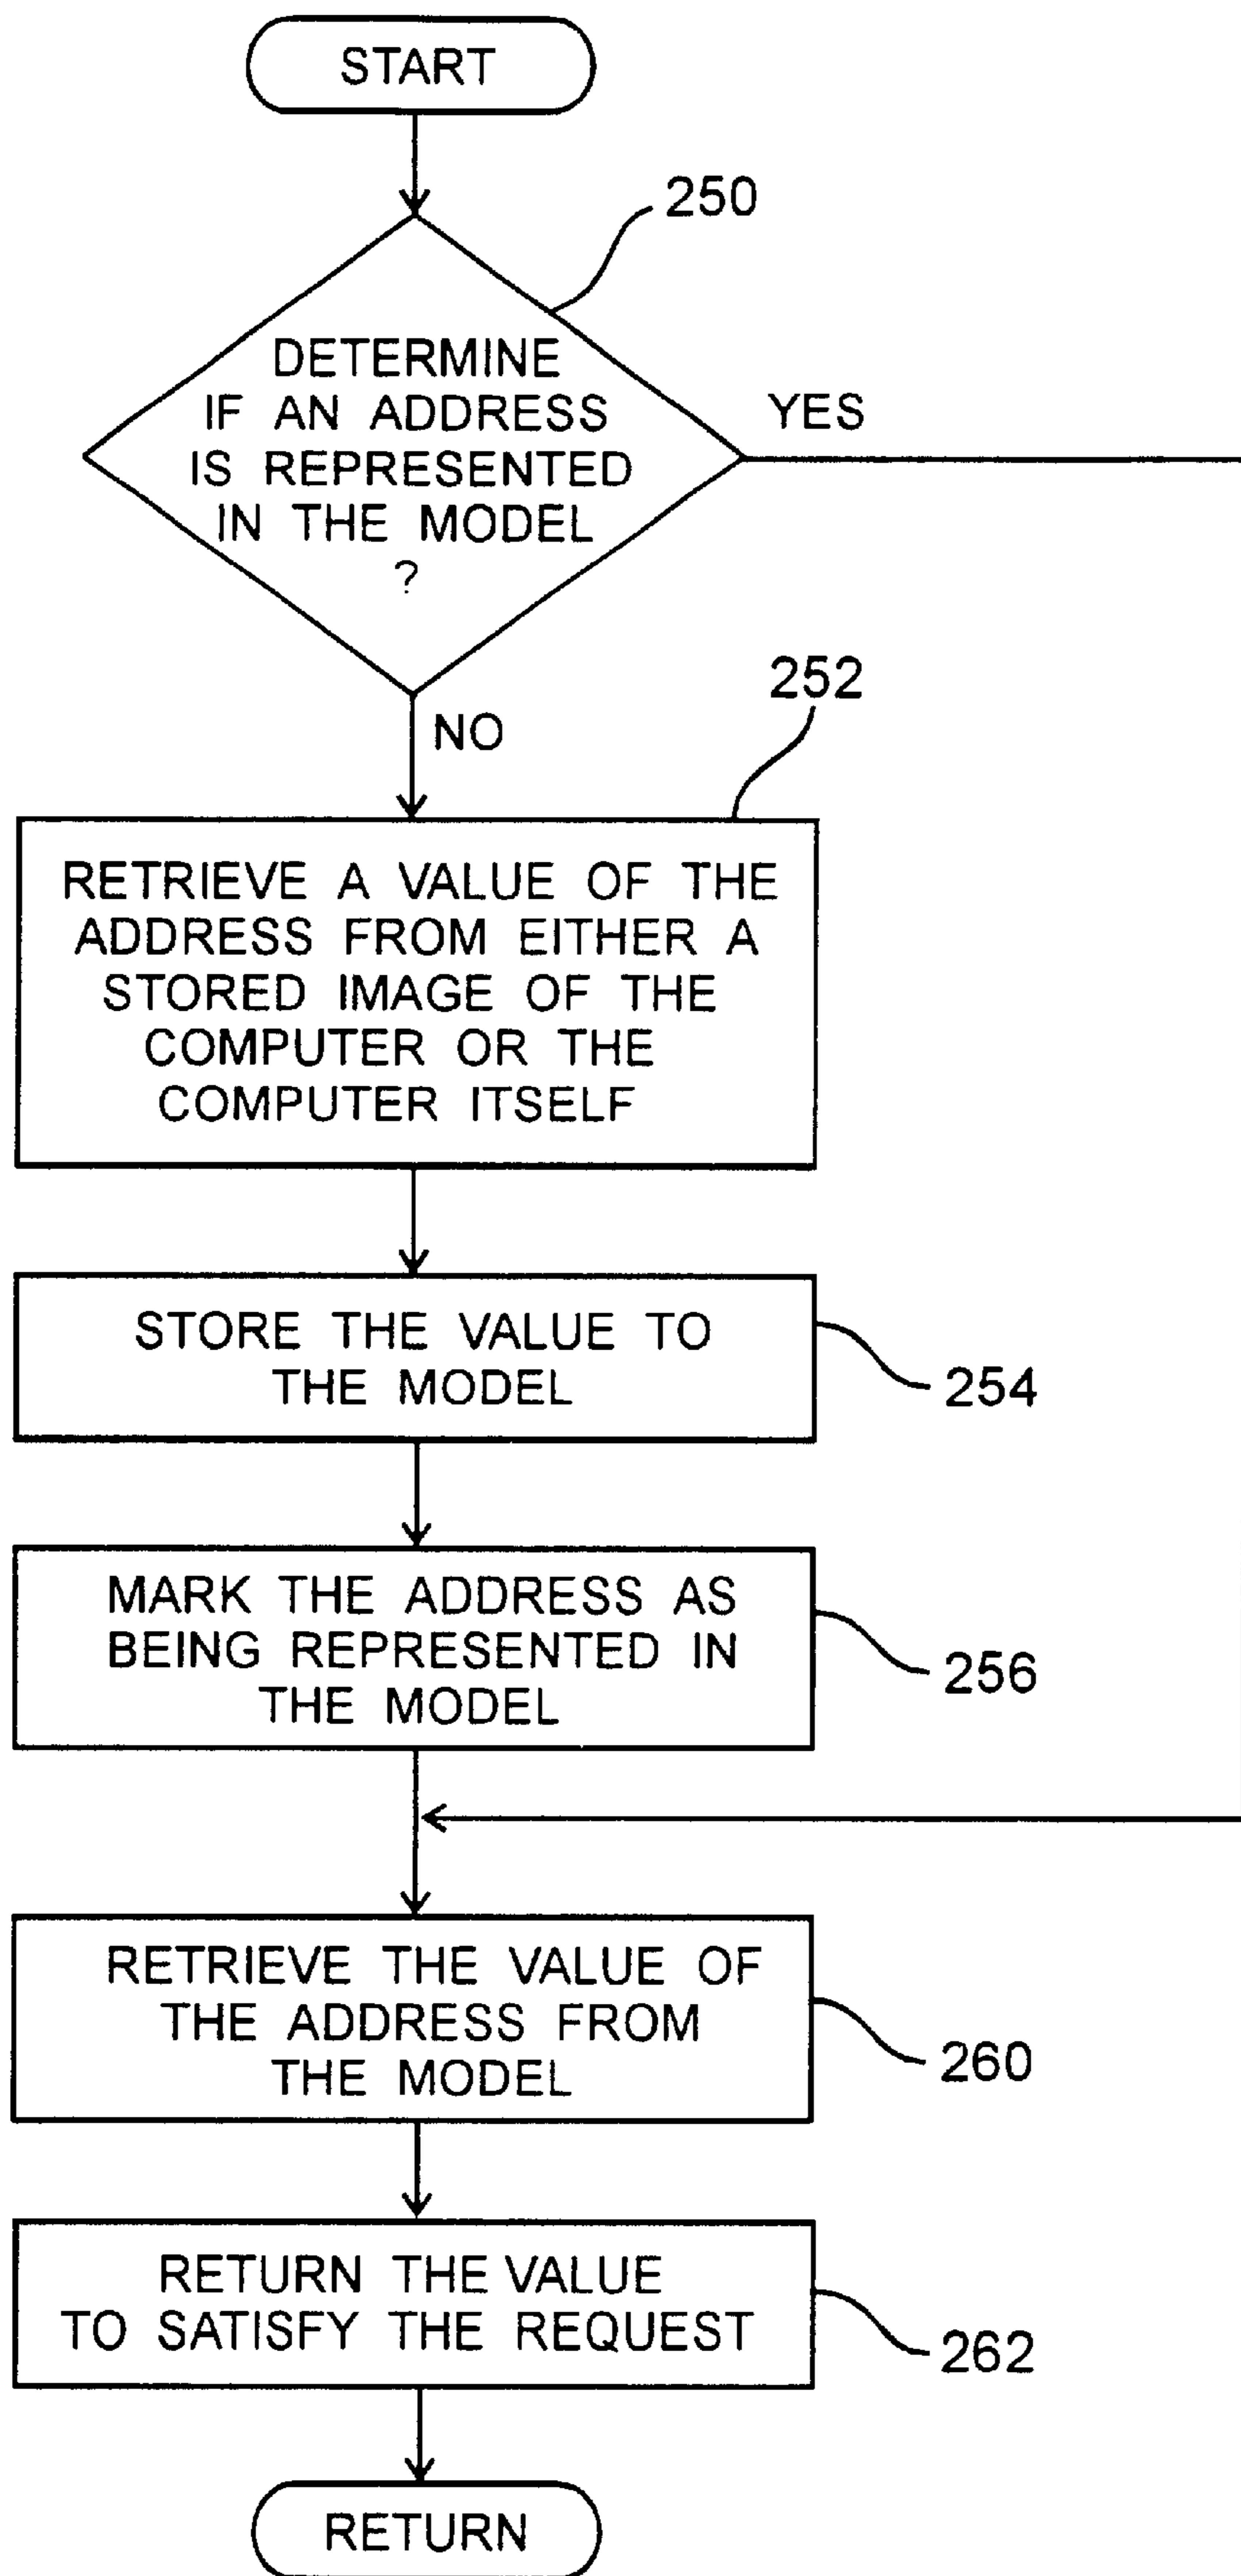 START
250
DETERMINE
IF AN ADDRESS
IS REPRESENTED
IN THE MODEL
?
YES
NO
252
RETRIEVE A VALUE OF THE
ADDRESS FROM EITHER A
STORED IMAGE OF THE
COMPUTER OR THE
COMPUTER ITSELF
STORE THE VALUE TO
THE MODEL
254
MARK THE ADDRESS AS
BEING REPRESENTED IN
THE MODEL
256
RETRIEVE THE VALUE OF
THE ADDRESS FROM
THE MODEL
260
RETURN THE VALUE
TO SATISFY THE REQUEST
262
RETURN